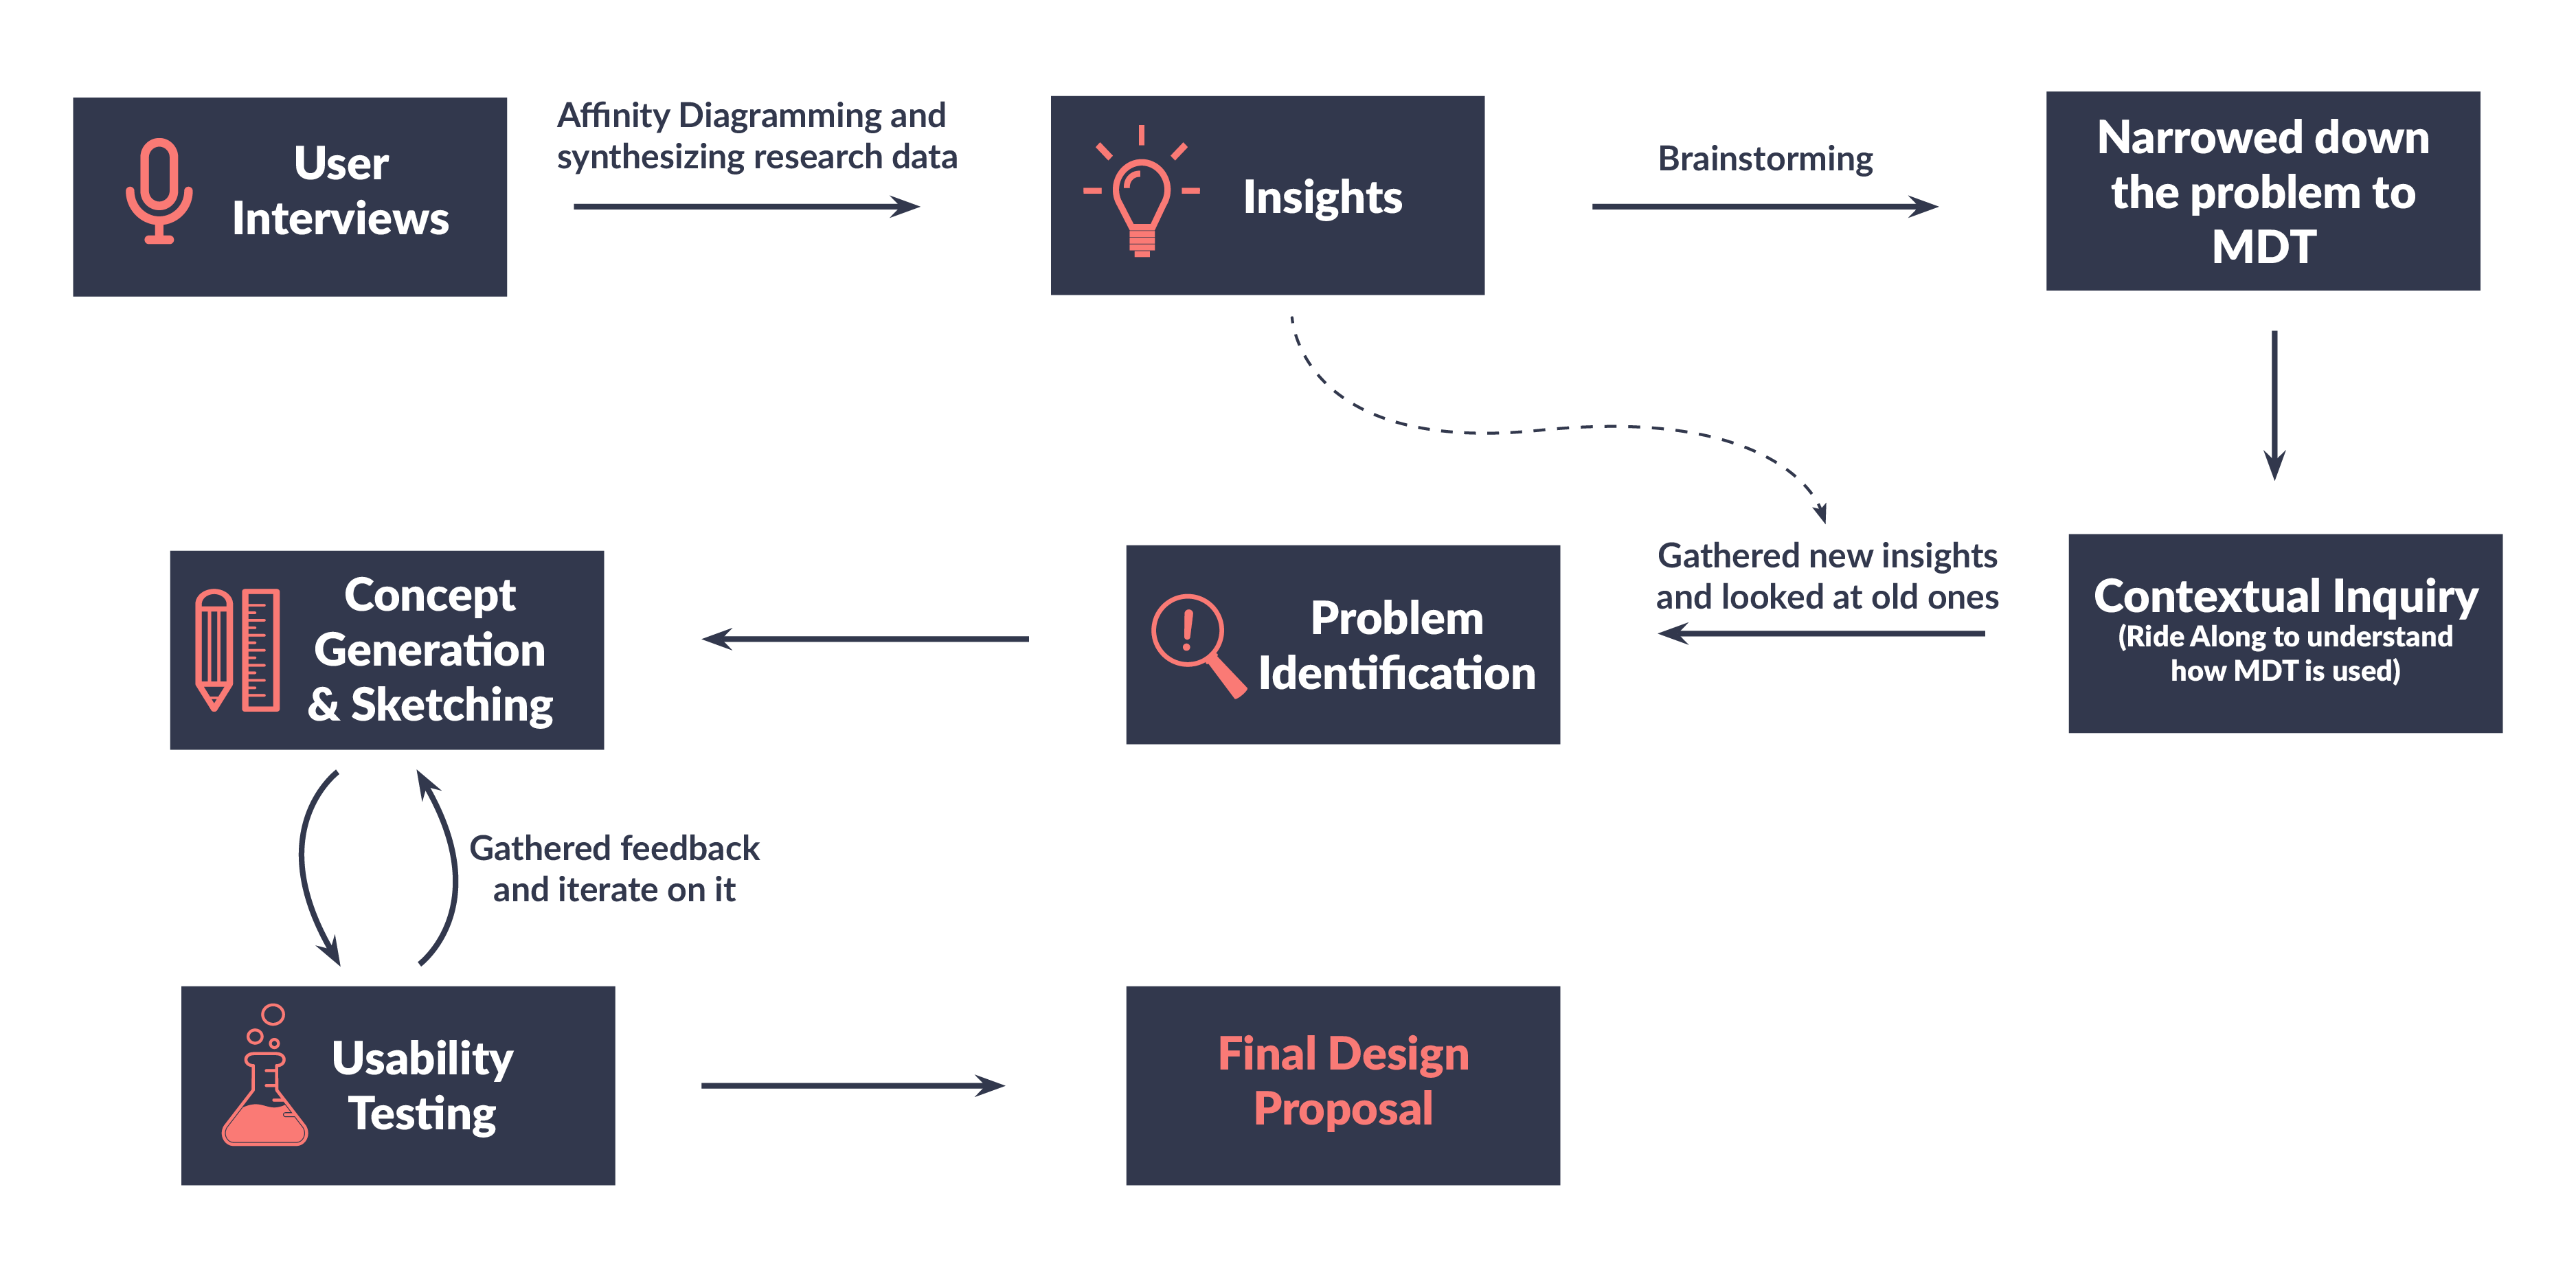 User
Interviews
Affinity Diagramming and
synthesizing research data
Insights
Brainstorming
Narrowed down
the problem to
MDT
Contextual Inquiry
(Ride Along to understand
how MDT is used)
Gathered new insights
and looked at old ones
Problem
Identification
Concept
Generation
& Sketching
Gathered feedback
and iterate on it
Usability
Testing
Final Design
Proposal